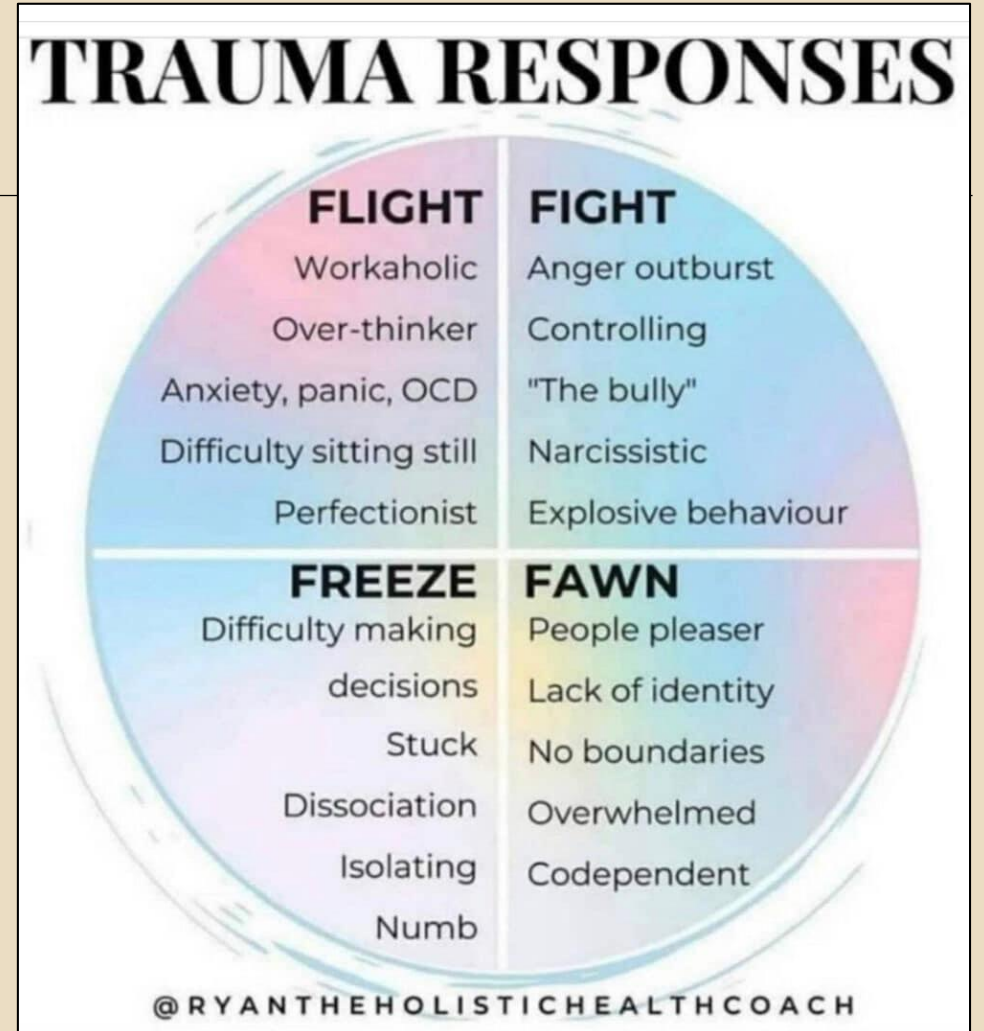 TRAUMA RESPONSES
FLIGHT
Workaholic
Over-thinker
Anxiety, panic, OCD
Difficulty sitting still
Perfectionist
FIGHT
Anger outburst
Controlling
"The bully"
Narcissistic
Explosive behaviour
FREEZE
Difficulty making
decisions
Stuck
Dissociation
Isolating
Numb
FAWN
People pleaser
Lack of identity
No boundaries
Overwhelmed
Codependent
@RYANTHEHOLISTICHEALTHCOACH